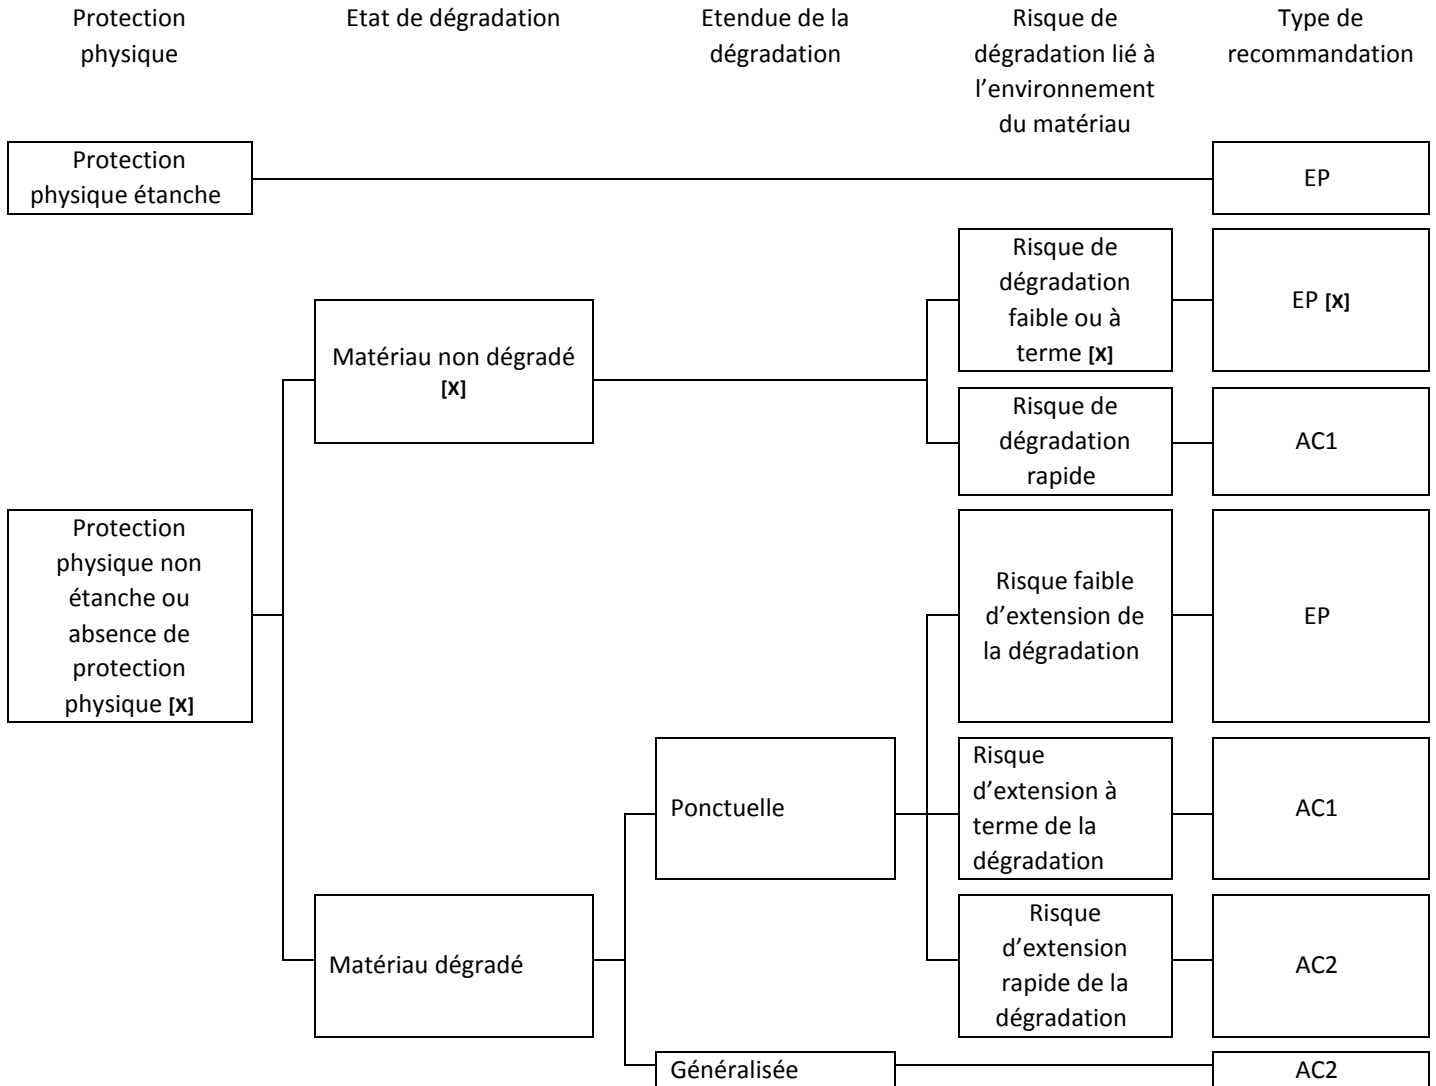 Protection
physique
Etat de dégradation
Etendue de la
dégradation
Risque de
dégradation lié à
l’environnement
du matériau
Type de
recommandation
Protection
physique étanche
EP
Risque de
dégradation
faible ou à
terme [X]
EP [X]
Matériau non dégradé
[X]
Risque de
dégradation
rapide
AC1
Protection
physique non
étanche ou
absence de
protection
physique [X]
Risque faible
d’extension de
la dégradation
EP
Ponctuelle
Risque
d’extension à
terme de la
dégradation
AC1
Matériau dégradé
Risque
d’extension
rapide de la
dégradation
AC2
Généralisée
AC2